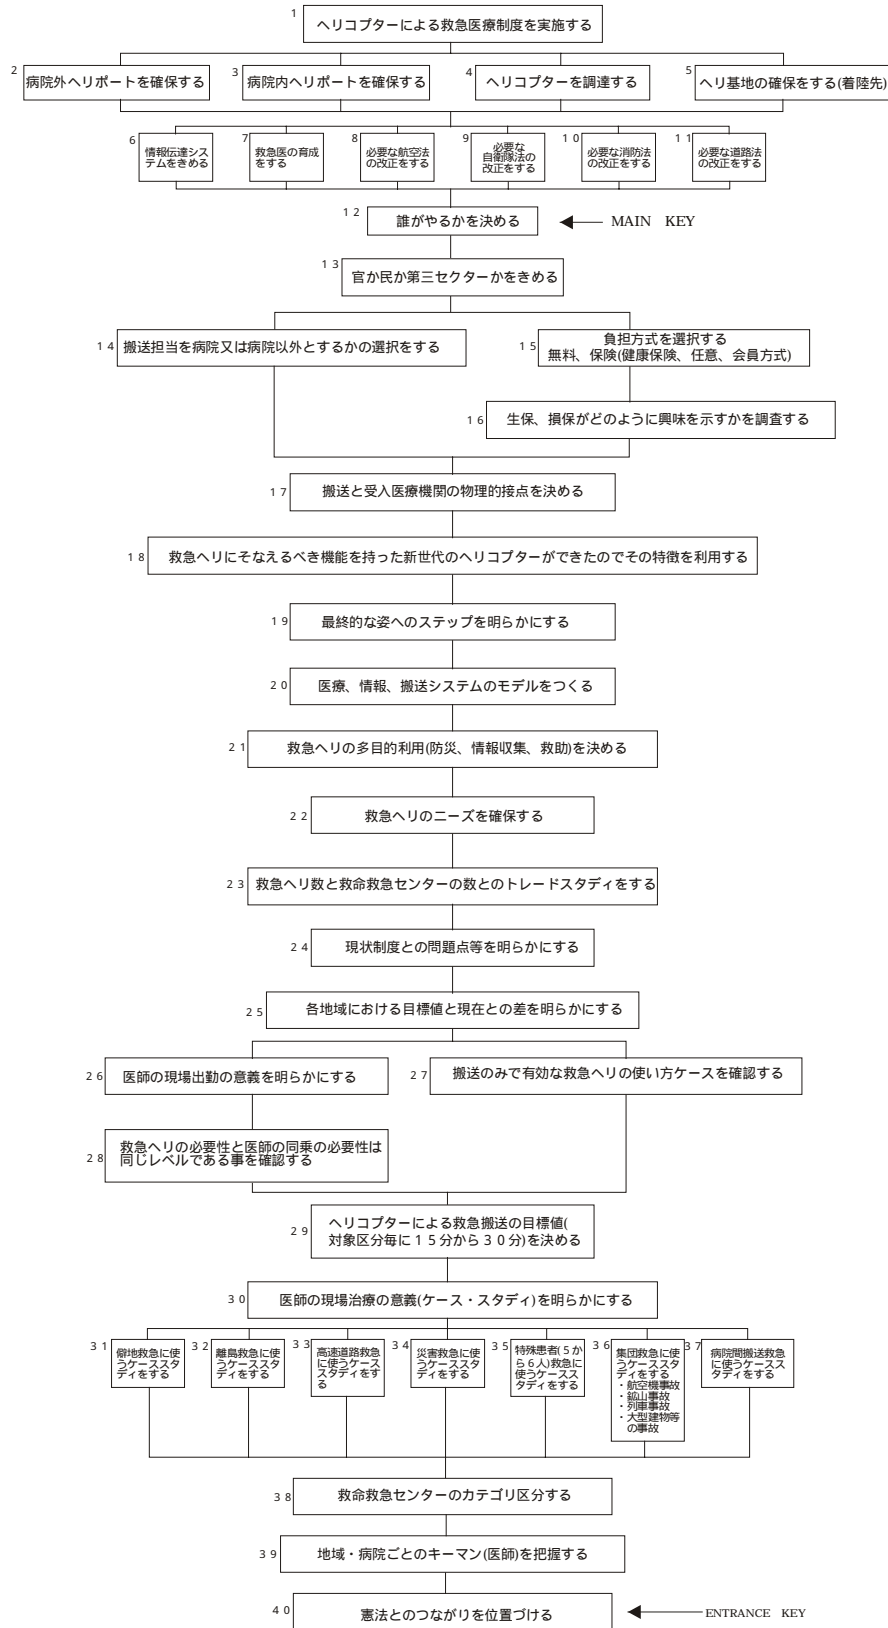 1
ヘリコプターによる救急医療制度を実施する
2
病院外ヘリポートを確保する
3
病院内ヘリポートを確保する
4
ヘリコプターを調達する
5
ヘリ基地の確保をする(着陸先)
6
情報伝達シス
テムをきめる
7
救急医の育成
をする
8
必要な航空法
の改正をする
9
必要な
自衛隊法の
改正をする
10
必要な消防法
の改正をする
11
必要な道路法
の改正をする
12
誰がやるかを決める
MAIN KEY
13
官か民か第三セクターかをきめる
14
搬送担当を病院又は病院以外とするかの選択をする
15
負担方式を選択する
無料、保険(健康保険、任意、会員方式)
16
生保、損保がどのように興味を示すかを調査する
17
搬送と受入医療機関の物理的接点を決める
18
救急ヘリにそなえるべき機能を持った新世代のヘリコプターができたのでその特徴を利用する
19
最終的な姿へのステップを明らかにする
20
医療、情報、搬送システムのモデルをつくる
21
救急ヘリの多目的利用(防災、情報収集、救助)を決める
22
救急ヘリのニーズを確保する
23
救急ヘリ数と救命救急センターの数とのトレードスタディをする
24
現状制度との問題点等を明らかにする
25
各地域における目標値と現在との差を明らかにする
26
医師の現場出勤の意義を明らかにする
27
搬送のみで有効な救急ヘリの使い方ケースを確認する
28
救急ヘリの必要性と医師の同乗の必要性は
同じレベルである事を確認する
29
ヘリコプターによる救急搬送の目標値(
対象区分毎に15分から30分)を決める
30
医師の現場治療の意義(ケース・スタディ)を明らかにする
31
僻地救急に使
うケーススタ
ディをする
32
離島救急に使
うケーススタ
ディをする
33
高速道路救急
に使うケース
スタディをす
る
34
災害救急に使
うケーススタ
ディをする
35
特殊患者(5か
ら6人)救急に
使うケースス
タディをする
36
集団救急に使
うケーススタ
ディをする
・航空機事故
・鉱山事故
・列車事故
・大型建物等
の事故
37
病院間搬送救急
に使うケースス
タディをする
38
救命救急センターのカテゴリ区分する
39
地域・病院ごとのキーマン(医師)を把握する
40
憲法とのつながりを位置づける
ENTRANCE KEY